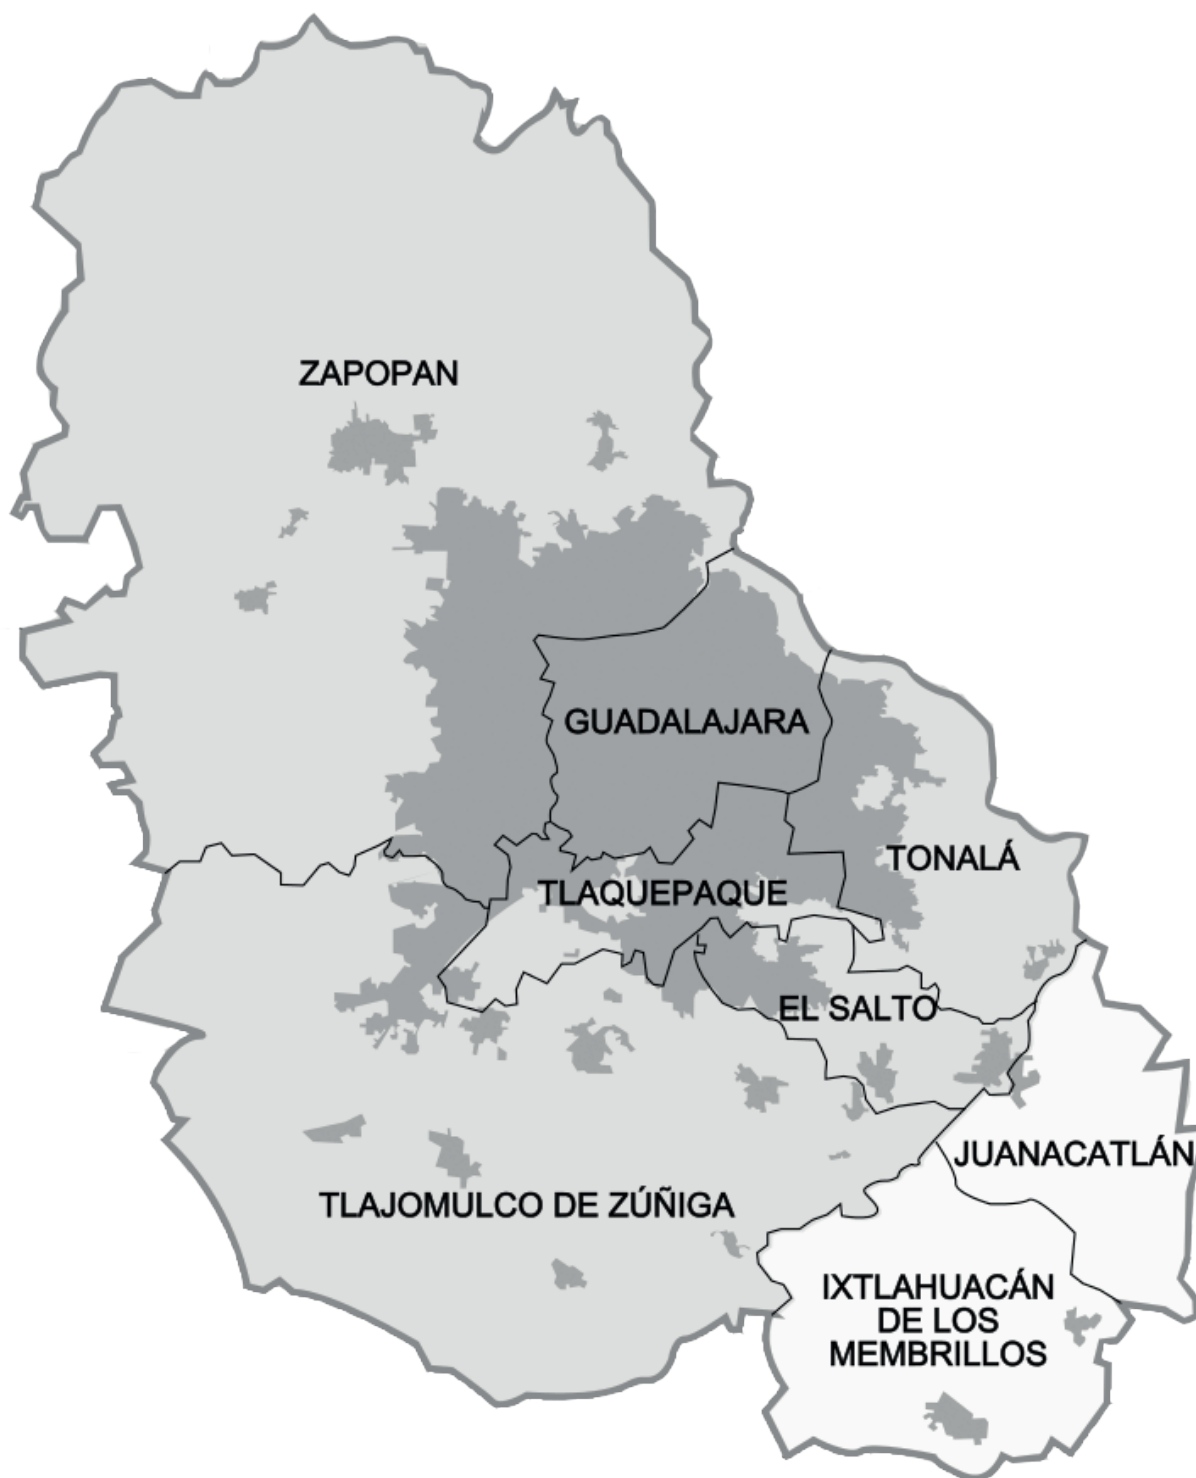 ZAPOPAN
GUADALAJARA
TONALÁ
TLAQUEPAQUE
EL SALTO
JUANACATLÁN
TLAJOMULCO DE ZÚÑIGA
IXTLAHUACÁN
DE LOS
MEMBRILLOS